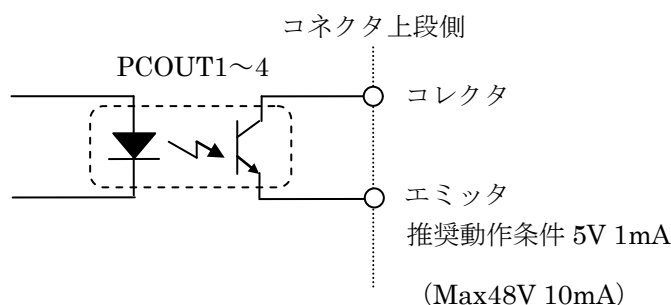 コネクタ上段側
PCOUT1～4
コレクタ
エミッタ
推奨動作条件 5V 1mA
（Max48V 10mA）